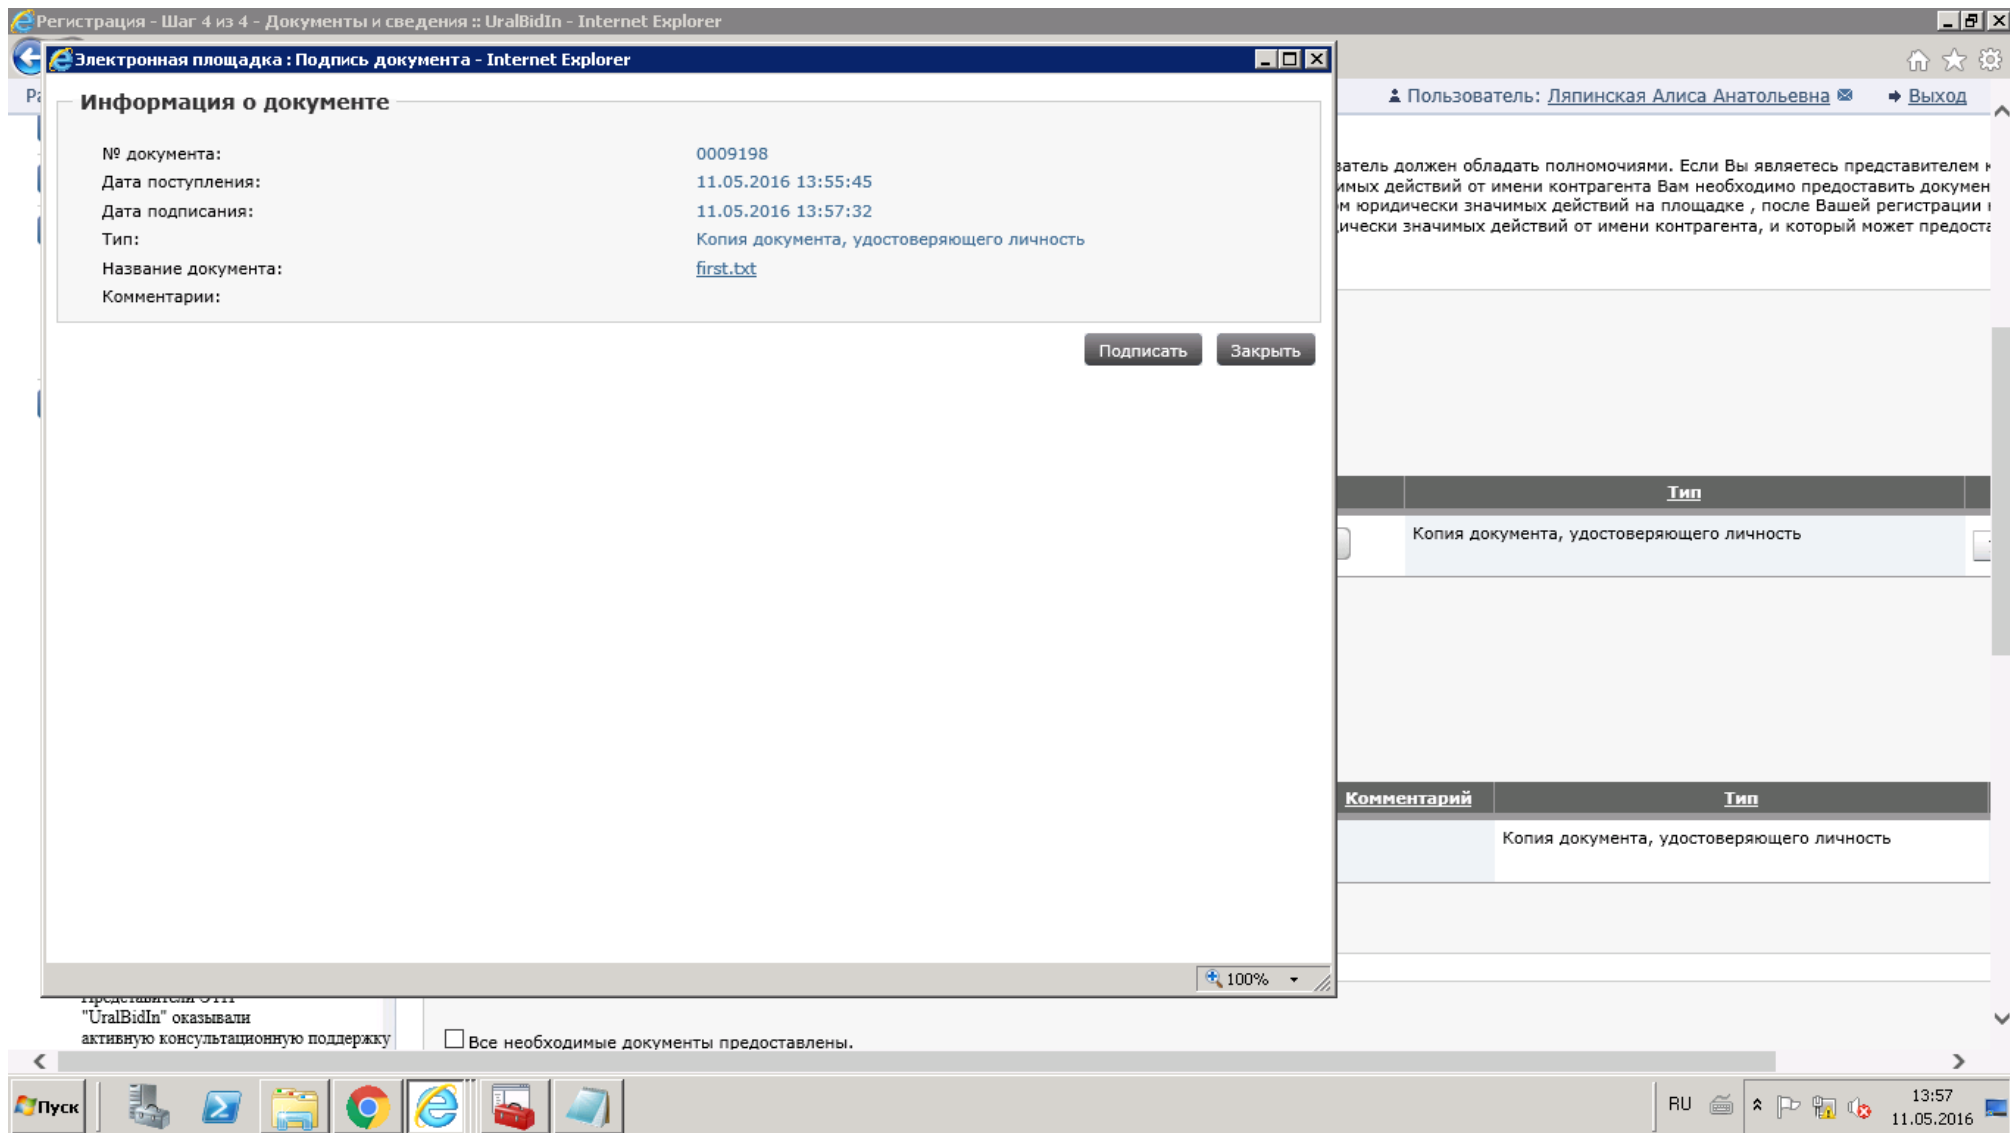 Регистрация - Шаг 4 из 4 - Документы и сведения :: UralBidIn - Internet Explorer
Электронная площадка : Подпись документа - Internet Explorer
Пользователь: Ляпинская Алиса Анатольевна
Выход
Информация о документе
№ документа: 0009198
Дата поступления: 11.05.2016 13:55:45
Дата подписания: 11.05.2016 13:57:32
Тип: Копия документа, удостоверяющего личность
Название документа: first.txt
Комментарии:
Подписать Закрыть
должен обладать полномочиями. Если Вы являетесь представителем
действий от имени контрагента Вам необходимо предоставить
юридически значимых действий на площадке , после Вашей регистрации
значимых действий от имени контрагента, и который может
Тип
Копия документа, удостоверяющего личность
Комментарий Тип
Копия документа, удостоверяющего личность
100%
"UralBidIn" оказывали
активную консультационную поддержку
Все необходимые документы предоставлены.
Пуск
RU
13:57
11.05.2016